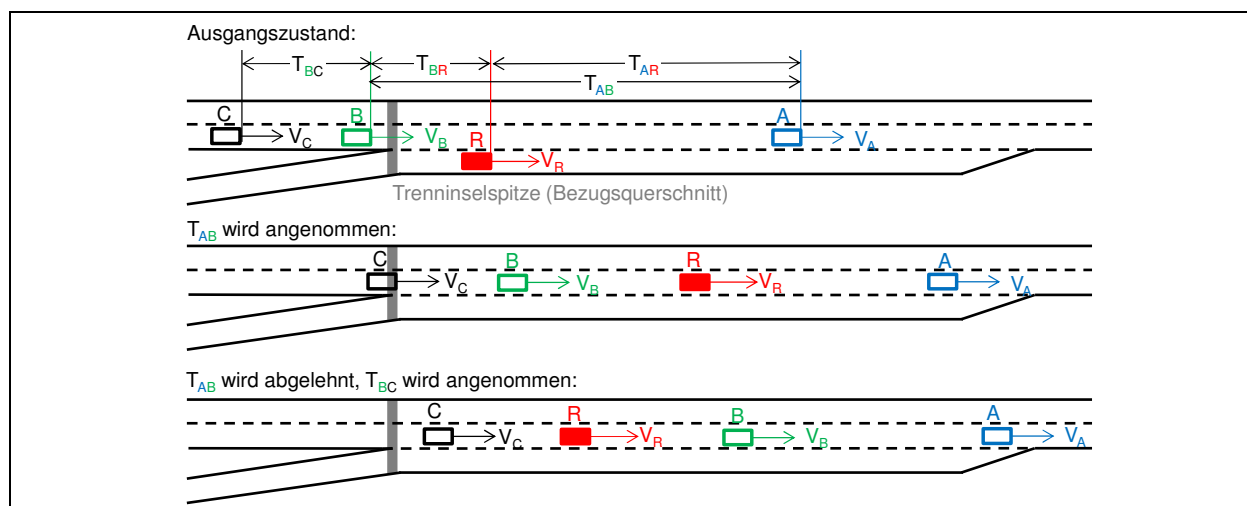 Ausgangszustand:
T_BC T_BR T_AR
T_AB
C B A
V_C V_B R V_A
V_R
Trenninselspitze (Bezugsquerschnitt)
T_AB wird angenommen:
C B R A
V_C V_B V_R V_A
T_AB wird abgelehnt, T_BC wird angenommen:
C R B A
V_C V_R V_B V_A